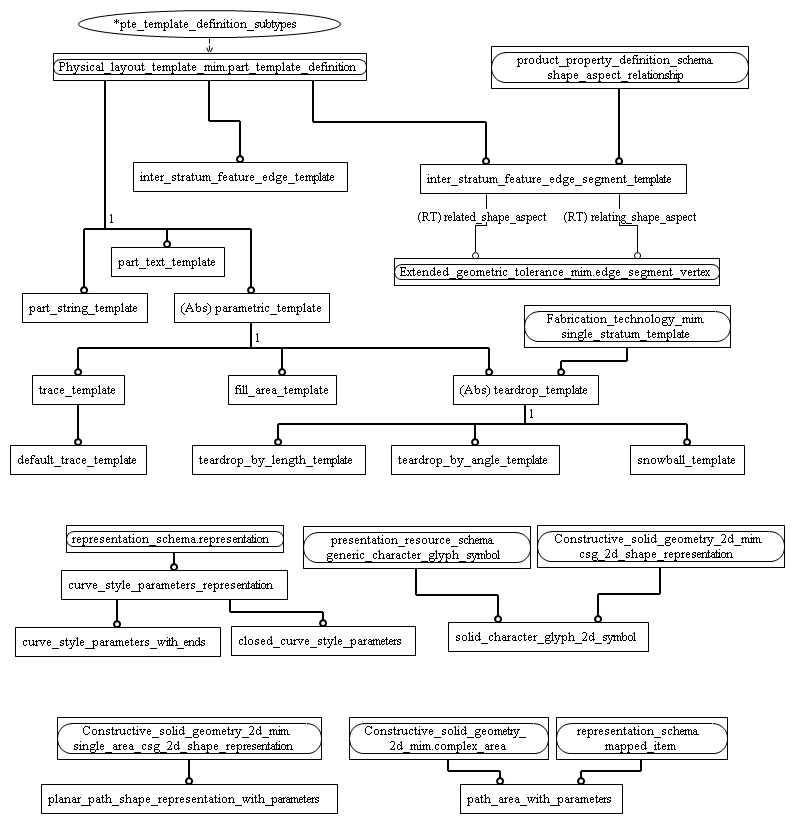 *pte_template_definition_subtypes
Physical_layout_template_mim.part_template_definition
product_property_definition_schema.
shape_aspect_relationship
inter_stratum_feature_edge_template
inter_stratum_feature_edge_segment_template
(RT) related_shape_aspect
(RT) relating_shape_aspect
1
part_text_template
Extended_geometric_tolerance_mim.edge_segment_vertex
part_string_template
(Abs) parametric_template
Fabrication_technology_mim.
single_stratum_template
1
trace_template
fill_area_template
(Abs) teardrop_template
1
default_trace_template
teardrop_by_length_template
teardrop_by_angle_template
snowball_template
representation_schema.representation
presentation_resource_schema.
generic_character_glyph_symbol
Constructive_solid_geometry_2d_mim.
csg_2d_shape_representation
curve_style_parameters_representation
curve_style_parameters_with_ends
closed_curve_style_parameters
solid_character_glyph_2d_symbol
Constructive_solid_geometry_2d_mim.
single_area_csg_2d_shape_representation
Constructive_solid_geometry_
2d_mim.complex_area
representation_schema.
mapped_item
planar_path_shape_representation_with_parameters
path_area_with_parameters